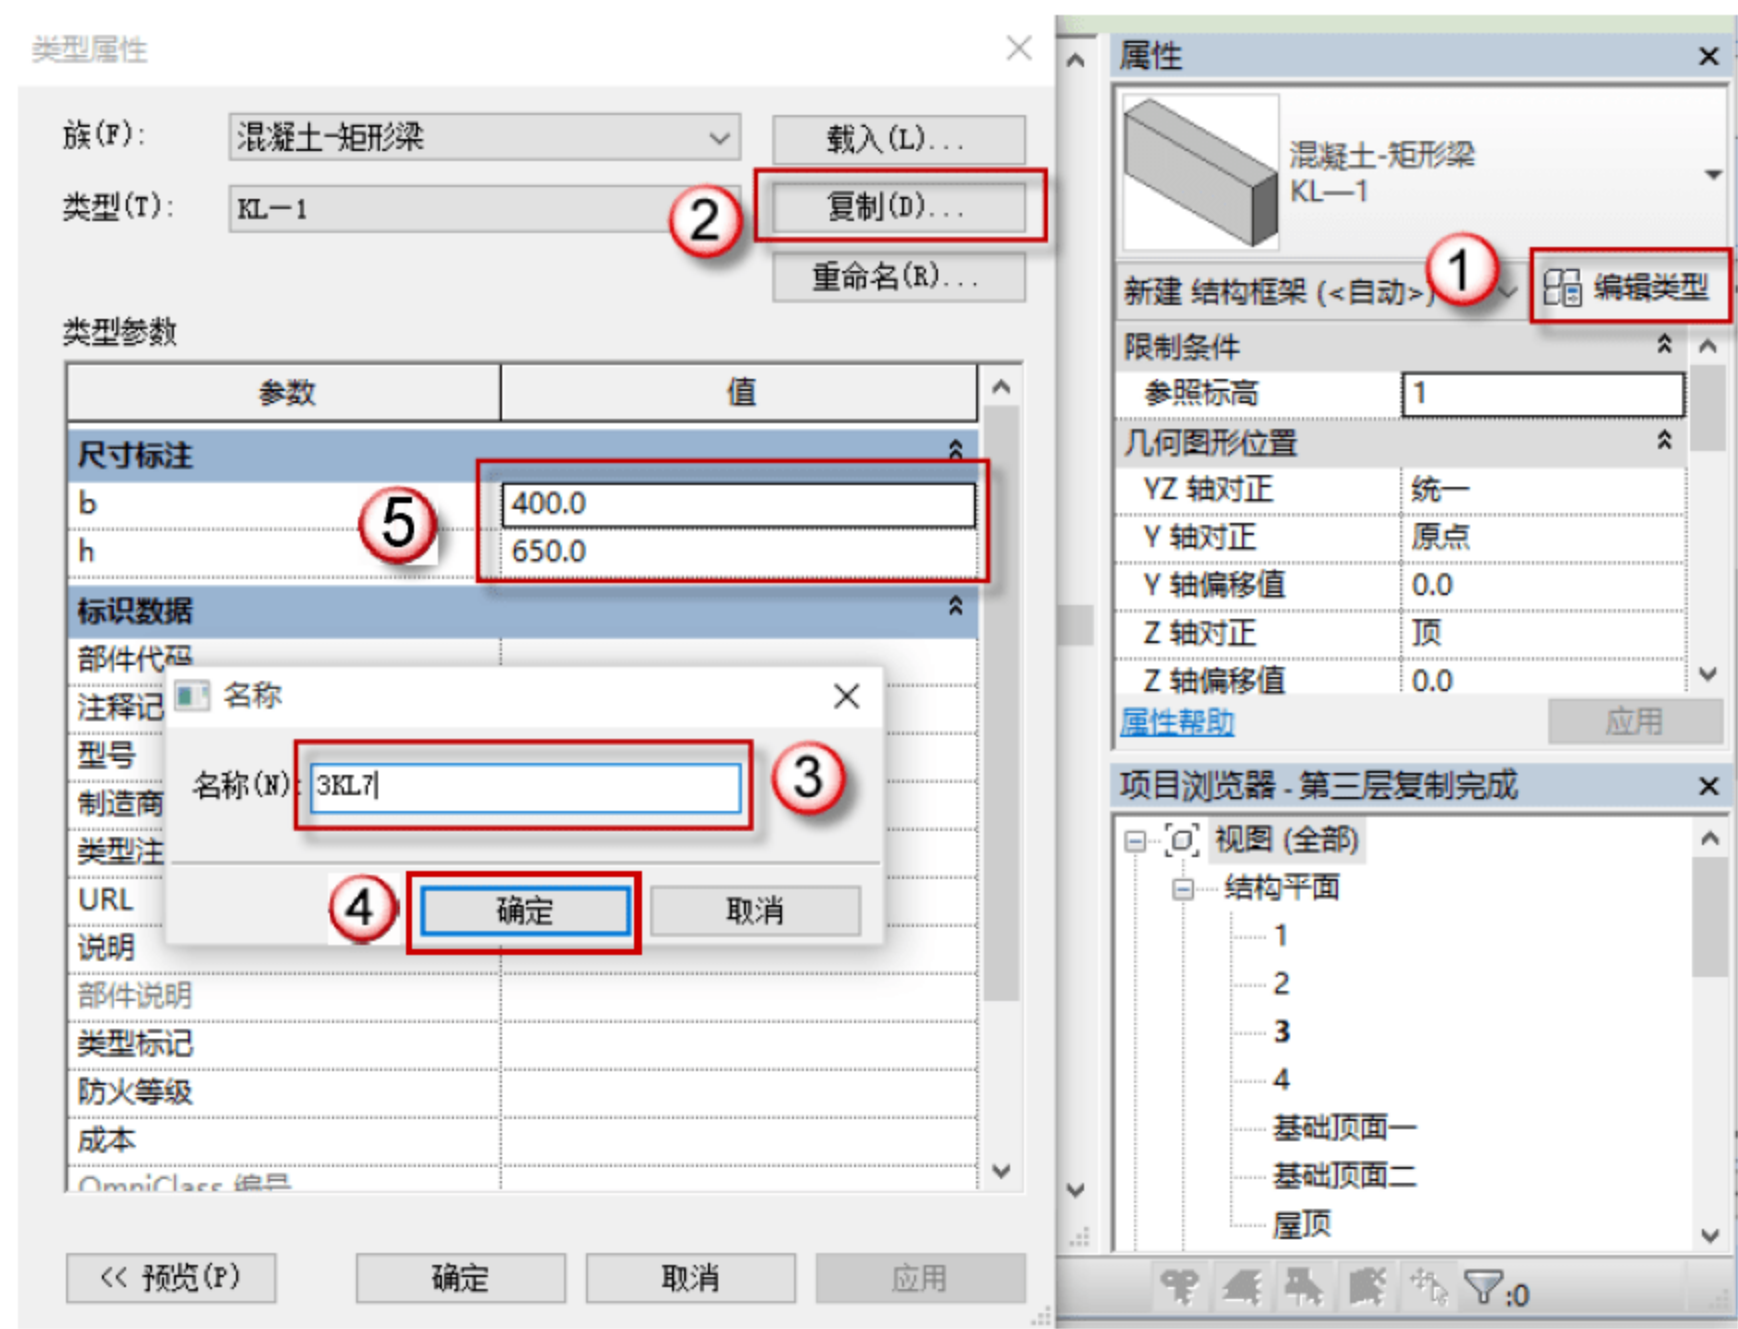 类型属性
族(F):
混凝土-矩形梁
载入(L)...
类型(T):
KL—1
2
复制(D)...
重命名(R)...
类型参数
参数
值
尺寸标注
b
400.0
5
h
650.0
标识数据
部件代码
注释记
型号
制造商
类型注
URL
说明
部件说明
类型标记
防火等级
成本
OmniClass 编号
名称
名称(N):
3KL7
3
4
确定
取消
<< 预览(P)
确定
取消
应用
属性
混凝土-矩形梁
KL—1
1
新建 结构框架 (<自动>)
编辑类型
限制条件
参照标高
1
几何图形位置
YZ 轴对正
统一
Y 轴对正
原点
Y 轴偏移值
0.0
Z 轴对正
顶
Z 轴偏移值
0.0
属性帮助
应用
项目浏览器 - 第三层复制完成
视图 (全部)
结构平面
1
2
3
4
基础顶面一
基础顶面二
屋顶
:0